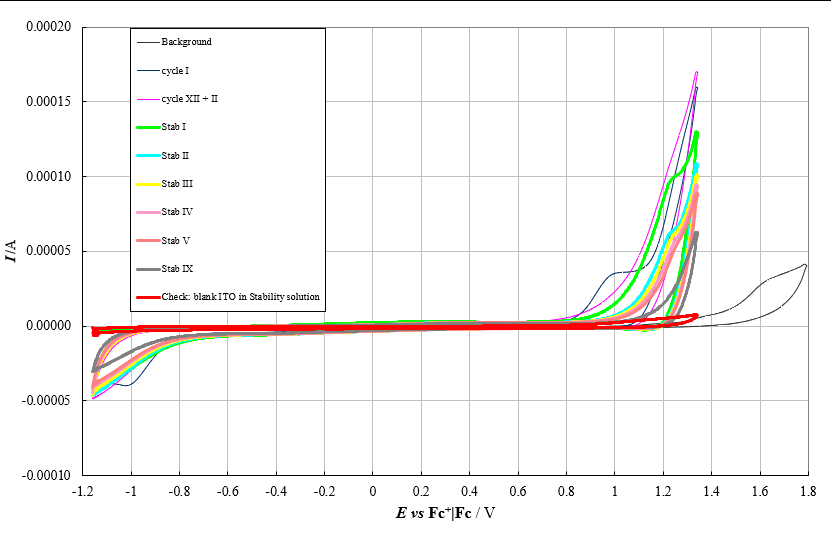 0.00020
0.00015
0.00010
0.00005
0.00000
-0.00005
-0.00010
I/A
Background
cycle I
cycle XII + II
Stab I
Stab II
Stab III
Stab IV
Stab V
Stab IX
Check: blank ITO in Stability solution
-1.2 -1 -0.8 -0.6 -0.4 -0.2 0 0.2 0.4 0.6 0.8 1 1.2 1.4 1.6 1.8
E vs Fc⁺|Fc / V